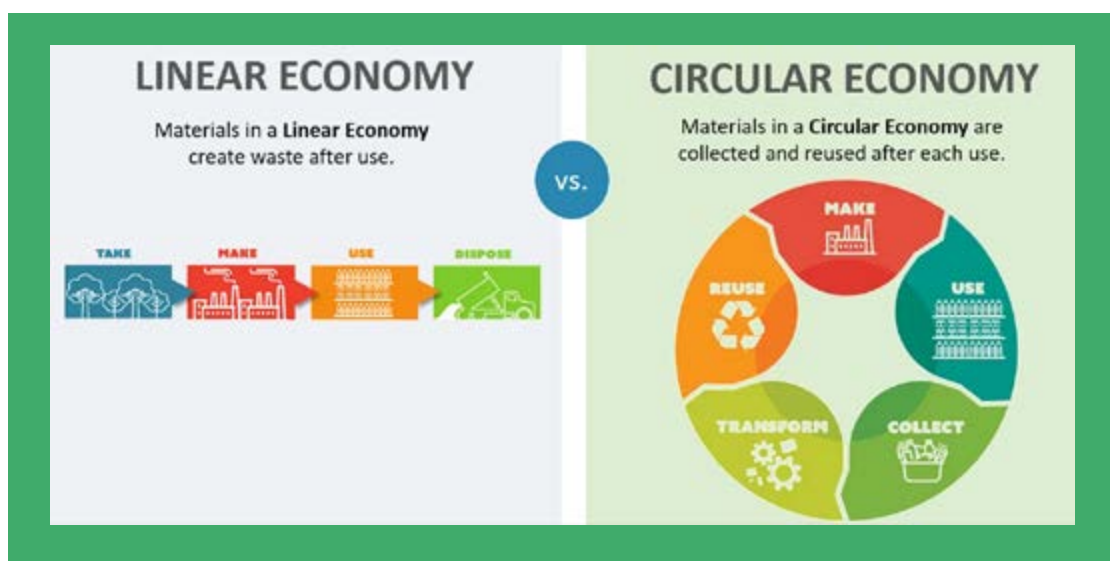 LINEAR ECONOMY
Materials in a Linear Economy
create waste after use.
TAKE
MAKE
USE
DISPOSE
vs.
CIRCULAR ECONOMY
Materials in a Circular Economy are
collected and reused after each use.
MAKE
USE
COLLECT
TRANSFORM
REUSE